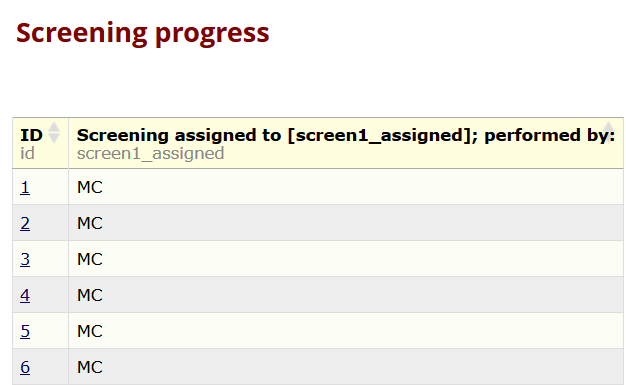 Screening progress
ID Screening assigned to [screen1_assigned]; performed by:
id screen1_assigned
1 MC
2 MC
3 MC
4 MC
5 MC
6 MC